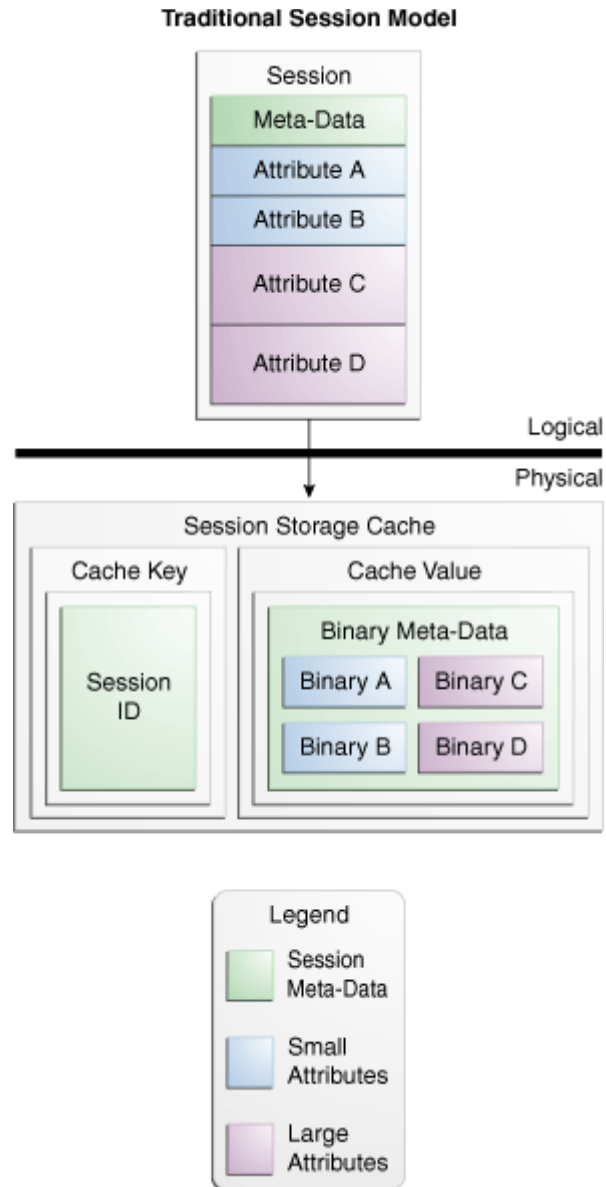 Traditional Session Model
Session
Meta-Data
Attribute A
Attribute B
Attribute C
Attribute D
Logical
Physical
Session Storage Cache
Cache Key
Session
ID
Cache Value
Binary Meta-Data
Binary A
Binary C
Binary B
Binary D
Legend
Session
Meta-Data
Small
Attributes
Large
Attributes